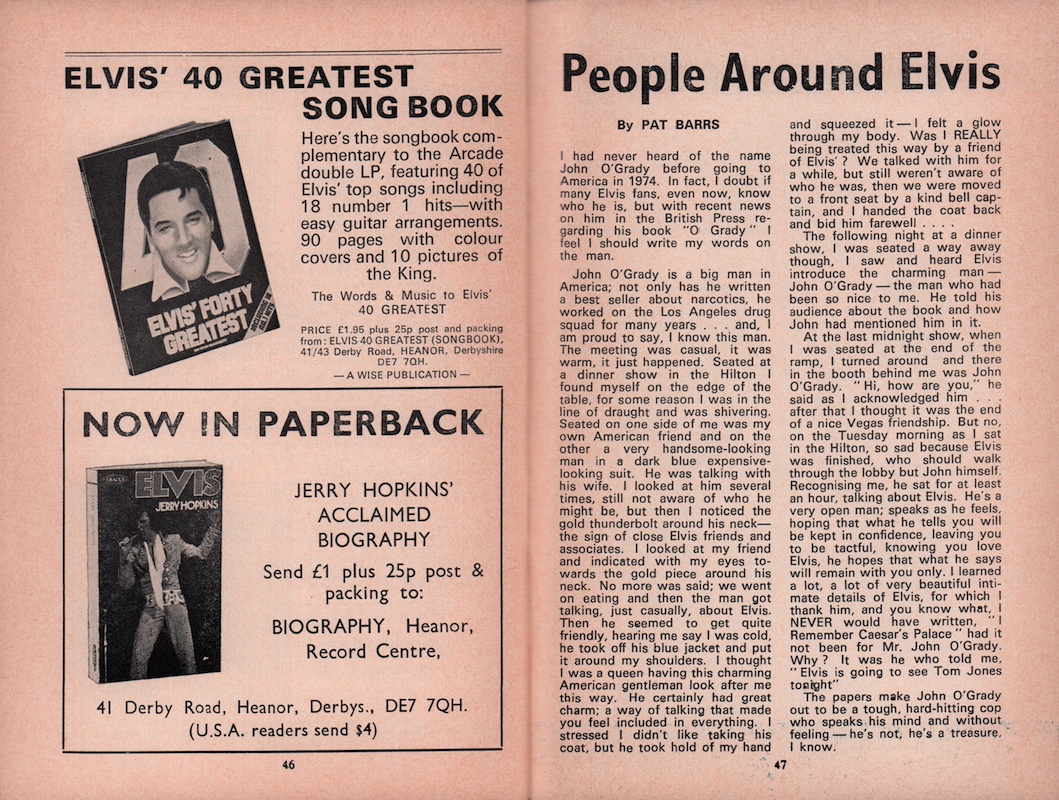 ELVIS' 40 GREATEST
SONG BOOK
Here's the songbook com-
plementary to the Arcade
double LP, featuring 40 of
Elvis' top songs including
18 number 1 hits—with
easy guitar arrangements.
90 pages with colour
covers and 10 pictures of
the King.
The Words & Music to Elvis'
40 GREATEST
PRICE £1.95 plus 25p post and packing
from: ELVIS 40 GREATEST (SONGBOOK),
41/43 Derby Road, HEANOR, Derbyshire
DE7 7QH.
— A WISE PUBLICATION —
40
ELVIS' FORTY
GREATEST
INCLUDING 18
No.1 HITS
NOW IN PAPERBACK
ABACUS
ELVIS
JERRY HOPKINS
JERRY HOPKINS'
ACCLAIMED
BIOGRAPHY
Send £1 plus 25p post &
packing to:
BIOGRAPHY, Heanor,
Record Centre,
41 Derby Road, Heanor, Derbys., DE7 7QH.
(U.S.A. readers send $4)
46
People Around Elvis
By PAT BARRS
I had never heard of the name
John O'Grady before going to
America in 1974. In fact, I doubt if
many Elvis fans, even now, know
who he is, but with recent news
on him in the British Press re-
garding his book "O Grady" I
feel I should write my words on
the man.
John O'Grady is a big man in
America; not only has he written
a best seller about narcotics, he
worked on the Los Angeles drug
squad for many years . . . and, I
am proud to say, I know this man.
The meeting was casual, it was
warm, it just happened. Seated at
a dinner show in the Hilton I
found myself on the edge of the
table, for some reason I was in the
line of draught and was shivering.
Seated on one side of me was my
own American friend and on the
other a very handsome-looking
man in a dark blue expensive-
looking suit. He was talking with
his wife. I looked at him several
times, still not aware of who he
might be, but then I noticed the
gold thunderbolt around his neck—
the sign of close Elvis friends and
associates. I looked at my friend
and indicated with my eyes to-
wards the gold piece around his
neck. No more was said; we went
on eating and then the man got
talking, just casually, about Elvis.
Then he seemed to get quite
friendly, hearing me say I was cold,
he took off his blue jacket and put
it around my shoulders. I thought
I was a queen having this charming
American gentleman look after me
this way. He certainly had great
charm; a way of talking that made
you feel included in everything. I
stressed I didn't like taking his
coat, but he took hold of my hand
and squeezed it — I felt a glow
through my body. Was I REALLY
being treated this way by a friend
of Elvis'? We talked with him for
a while, but still weren't aware of
who he was, then we were moved
to a front seat by a kind bell cap-
tain, and I handed the coat back
and bid him farewell . . . .
The following night at a dinner
show, I was seated a way away
though, I saw and heard Elvis
introduce the charming man —
John O'Grady — the man who had
been so nice to me. He told his
audience about the book and how
John had mentioned him in it.
At the last midnight show, when
I was seated at the end of the
ramp, I turned around and there
in the booth behind me was John
O'Grady. "Hi, how are you," he
said as I acknowledged him . . .
after that I thought it was the end
of a nice Vegas friendship. But no,
on the Tuesday morning as I sat
in the Hilton, so sad because Elvis
was finished, who should walk
through the lobby but John himself.
Recognising me, he sat for at least
an hour, talking about Elvis. He's a
very open man; speaks as he feels,
hoping that what he tells you will
be kept in confidence, leaving you
to be tactful, knowing you love
Elvis, he hopes that what he says
will remain with you only. I learned
a lot, a lot of very beautiful inti-
mate details of Elvis, for which I
thank him, and you know what, I
NEVER would have written, "I
Remember Caesar's Palace" had it
not been for Mr. John O'Grady.
Why? It was he who told me,
"Elvis is going to see Tom Jones
tonight"
The papers make John O'Grady
out to be a tough, hard-hitting cop
who speaks his mind and without
feeling — he's not, he's a treasure,
I know.
47